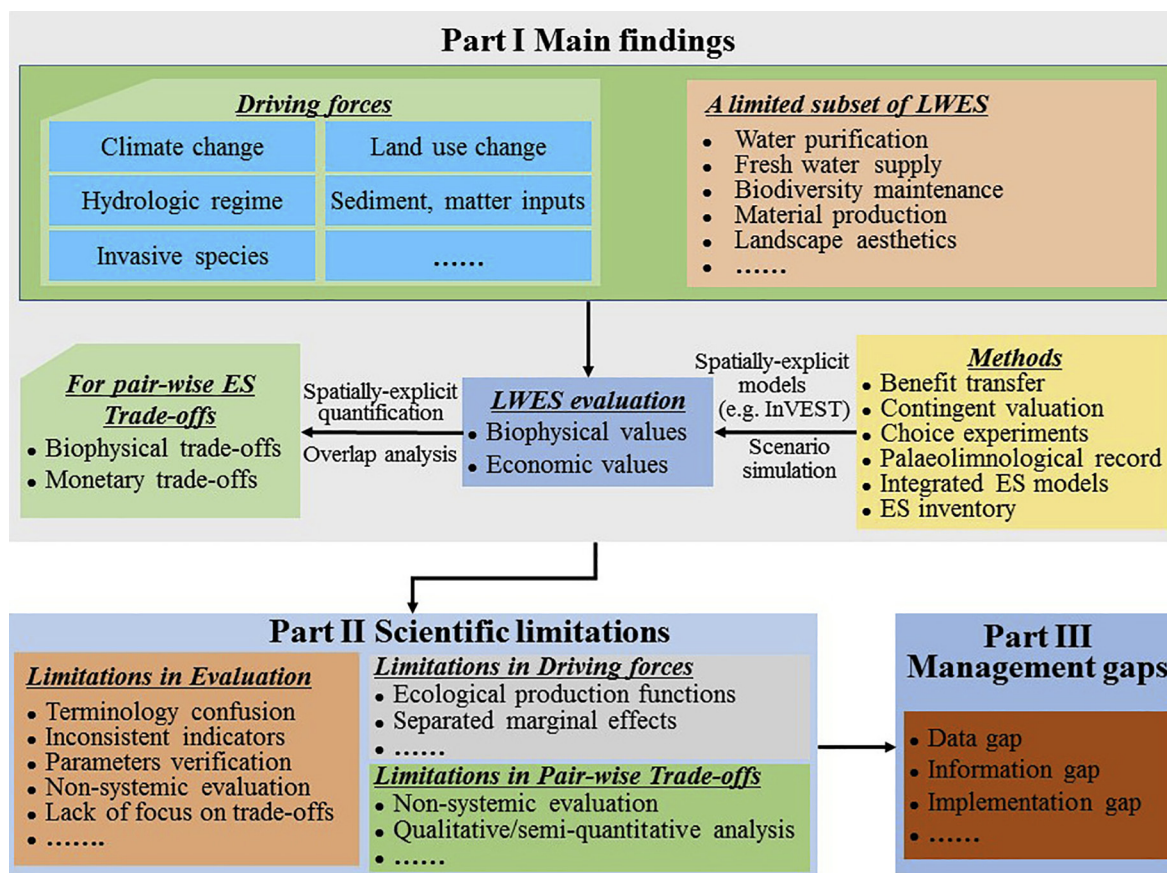 Part I Main findings
Driving forces
Climate change
Land use change
Hydrologic regime
Sediment, matter inputs
Invasive species
......
A limited subset of LWES
• Water purification
• Fresh water supply
• Biodiversity maintenance
• Material production
• Landscape aesthetics
• ......
For pair-wise ES
Trade-offs
• Biophysical trade-offs
• Monetary trade-offs
Spatially-explicit
quantification
Overlap analysis
LWES evaluation
• Biophysical values
• Economic values
Spatially-explicit
models
(e.g. InVEST)
Scenario
simulation
Methods
• Benefit transfer
• Contingent valuation
• Choice experiments
• Palaeolimnological record
• Integrated ES models
• ES inventory
Part II Scientific limitations
Limitations in Evaluation
• Terminology confusion
• Inconsistent indicators
• Parameters verification
• Non-systemic evaluation
• Lack of focus on trade-offs
• .......
Limitations in Driving forces
• Ecological production functions
• Separated marginal effects
• ......
Limitations in Pair-wise Trade-offs
• Non-systemic evaluation
• Qualitative/semi-quantitative analysis
• ......
Part III
Management gaps
• Data gap
• Information gap
• Implementation gap
• ......